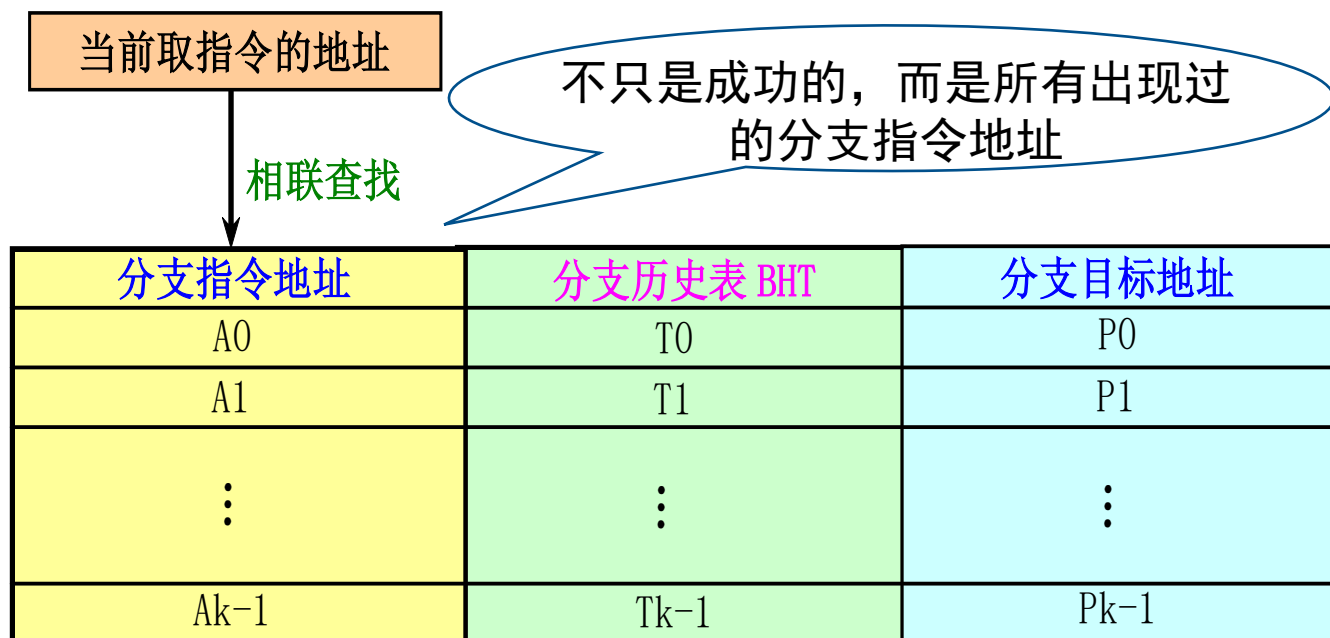 当前取指令的地址
不只是成功的，而是所有出现过
的分支指令地址
相联查找
分支指令地址 分支历史表 BHT 分支目标地址
A0 T0 P0
A1 T1 P1
⋮ ⋮ ⋮
Ak-1 Tk-1 Pk-1